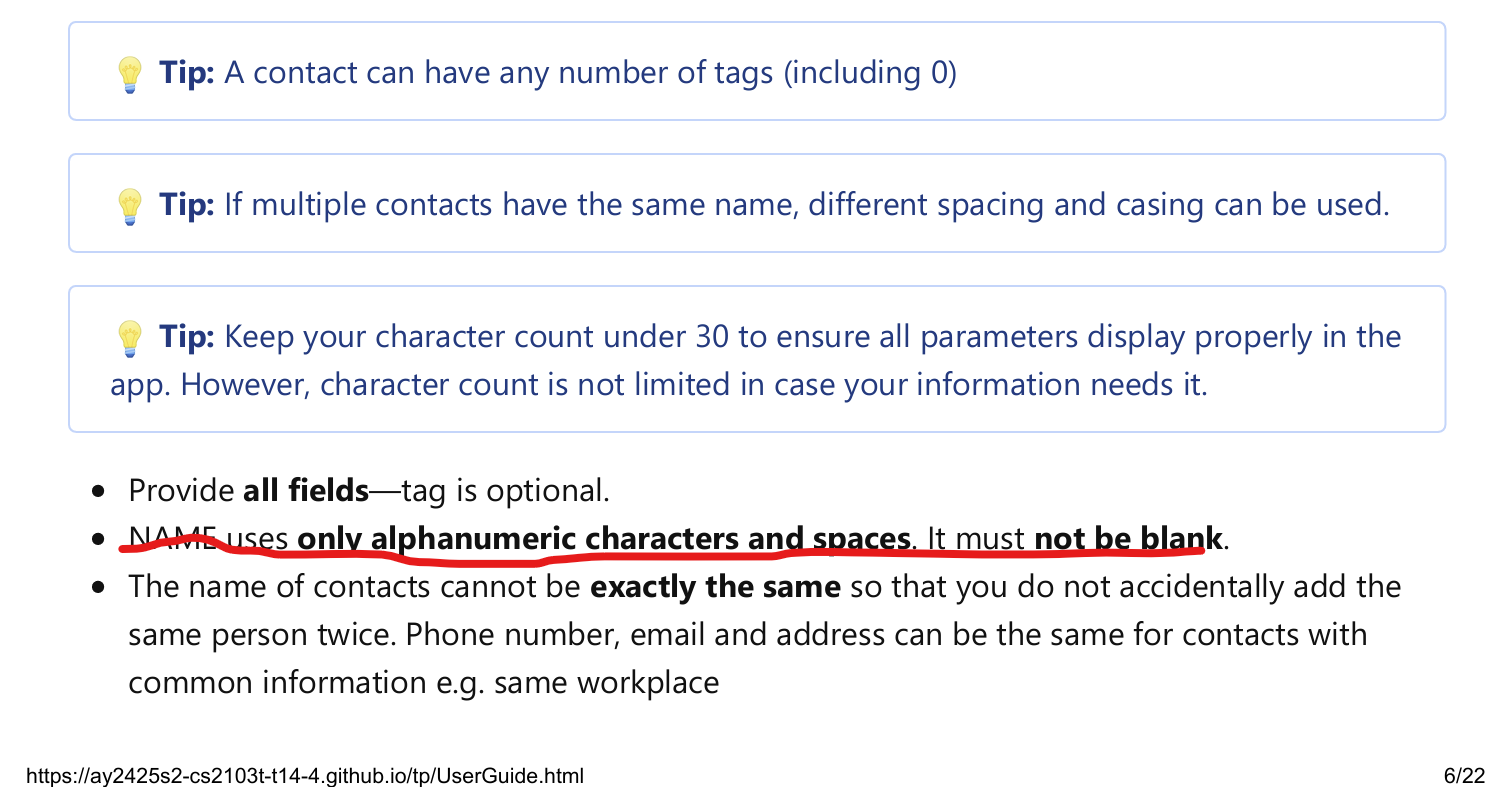 Tip: A contact can have any number of tags (including 0)
Tip: If multiple contacts have the same name, different spacing and casing can be used.
Tip: Keep your character count under 30 to ensure all parameters display properly in the
app. However, character count is not limited in case your information needs it.
Provide all fields—tag is optional.
NAME uses only alphanumeric characters and spaces. It must not be blank.
The name of contacts cannot be exactly the same so that you do not accidentally add the
same person twice. Phone number, email and address can be the same for contacts with
common information e.g. same workplace
https://ay2425s2-cs2103t-t14-4.github.io/tp/UserGuide.html 6/22